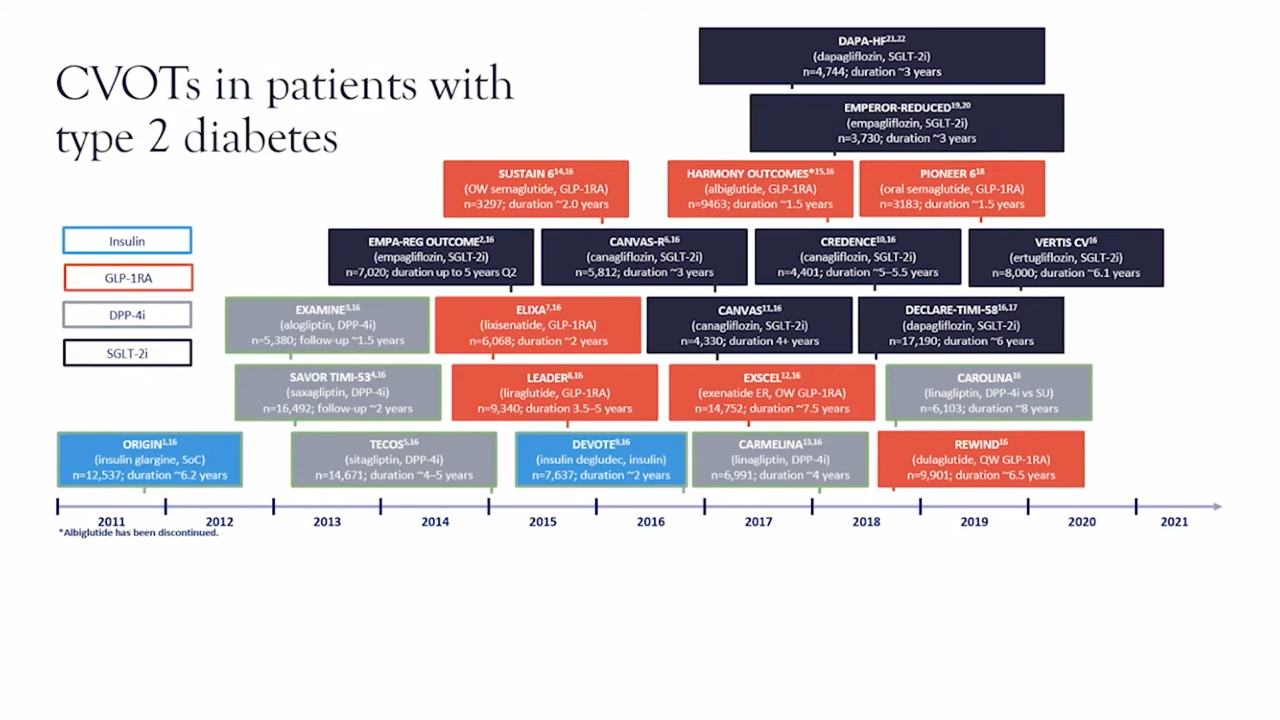 CVOTs in patients with
type 2 diabetes
DAPA-HF21,22
(dapagliflozin, SGLT-2i)
n=4,744; duration ~3 years
EMPEROR-REDUCED19,20
(empagliflozin, SGLT-2i)
n=3,730; duration ~3 years
SUSTAIN 614,16
(OW semaglutide, GLP-1RA)
n=3297; duration ~2.0 years
HARMONY OUTCOMES*15,16
(albiglutide, GLP-1RA)
n=9463; duration ~1.5 years
PIONEER 618
(oral semaglutide, GLP-1RA)
n=3183; duration ~1.5 years
Insulin
GLP-1RA
DPP-4i
SGLT-2i
EMPA-REG OUTCOME2,16
(empagliflozin, SGLT-2i)
n=7,020; duration up to 5 years Q2
CANVAS-R6,16
(canagliflozin, SGLT-2i)
n=5,812; duration ~3 years
CREDENCE10,16
(canagliflozin, SGLT-2i)
n=4,401; duration ~5–5.5 years
VERTIS CV16
(ertugliflozin, SGLT-2i)
n=8,000; duration ~6.1 years
EXAMINE3,16
(alogliptin, DPP-4i)
n=5,380; follow-up ~1.5 years
ELIXA7,16
(lixisenatide, GLP-1RA)
n=6,068; duration ~2 years
CANVAS11,16
(canagliflozin, SGLT-2i)
n=4,330; duration 4+ years
DECLARE-TIMI-5816,17
(dapagliflozin, SGLT-2i)
n=17,190; duration ~6 years
SAVOR TIMI-534,16
(saxagliptin, DPP-4i)
n=16,492; follow-up ~2 years
LEADER8,16
(liraglutide, GLP-1RA)
n=9,340; duration 3.5–5 years
EXSCEL12,16
(exenatide ER, OW GLP-1RA)
n=14,752; duration ~7.5 years
CAROLINA16
(linagliptin, DPP-4i vs SU)
n=6,103; duration ~8 years
ORIGIN1,16
(insulin glargine, SoC)
n=12,537; duration ~6.2 years
TECOS5,16
(sitagliptin, DPP-4i)
n=14,671; duration ~4–5 years
DEVOTE9,16
(insulin degludec, insulin)
n=7,637; duration ~2 years
CARMELINA13,16
(linagliptin, DPP-4i)
n=6,991; duration ~4 years
REWIND16
(dulaglutide, QW GLP-1RA)
n=9,901; duration ~6.5 years
2011 2012 2013 2014 2015 2016 2017 2018 2019 2020 2021
*Albiglutide has been discontinued.